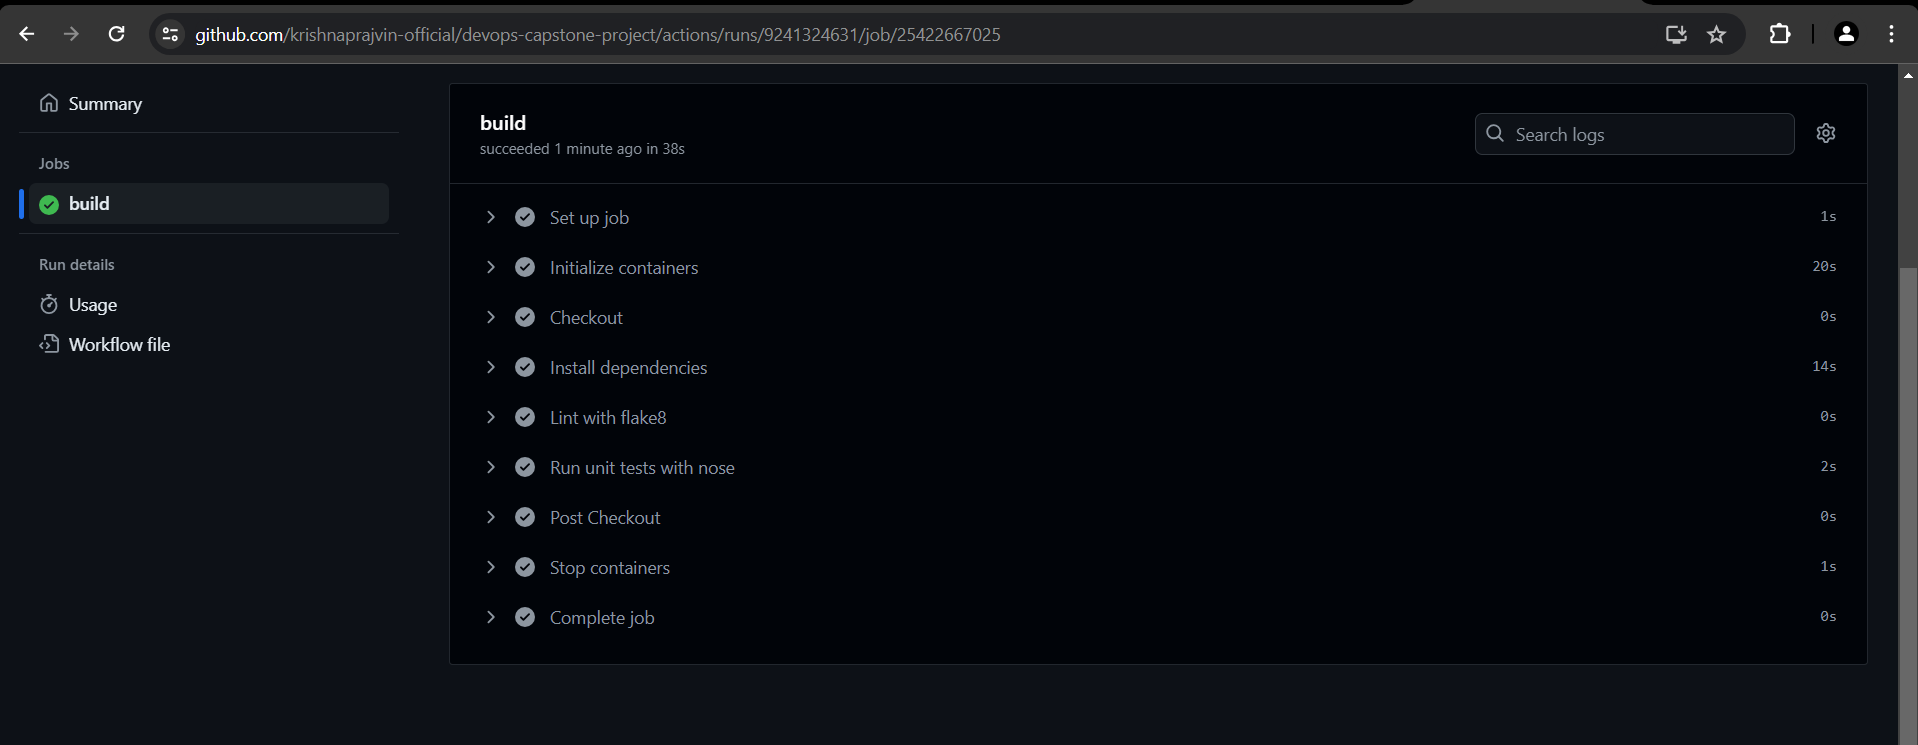 github.com/krishnaprajvin-official/devops-capstone-project/actions/runs/9241324631/job/25422667025
Summary
Jobs
build
Run details
Usage
Workflow file
build
succeeded 1 minute ago in 38s
Search logs
Set up job 1s
Initialize containers 20s
Checkout 0s
Install dependencies 14s
Lint with flake8 0s
Run unit tests with nose 2s
Post Checkout 0s
Stop containers 1s
Complete job 0s